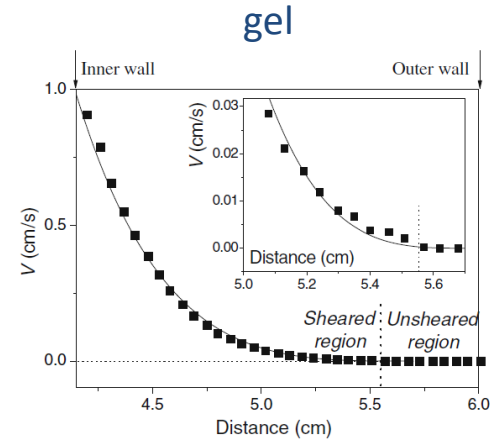 gel
Inner wall
Outer wall
1.0
0.5
0.0
V (cm/s)
4.5
5.0
5.5
6.0
Distance (cm)
0.03
0.02
0.01
0.00
V (cm/s)
Distance (cm)
5.0
5.2
5.4
5.6
Sheared
region
Unsheared
region